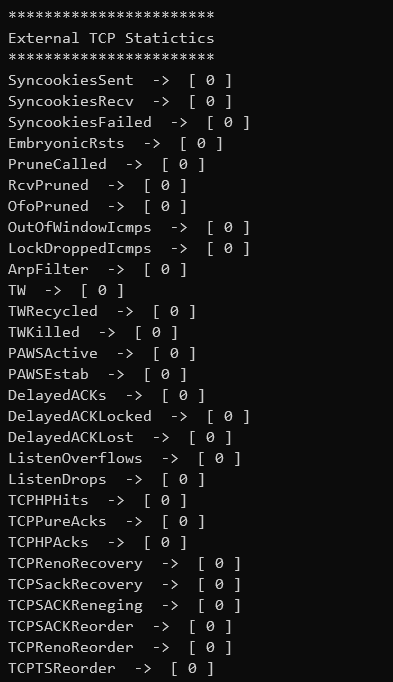 ***********************
External TCP Statictics
***********************
SyncookiesSent  ->  [ 0 ]
SyncookiesRecv  ->  [ 0 ]
SyncookiesFailed  ->  [ 0 ]
EmbryonicRsts  ->  [ 0 ]
PruneCalled  ->  [ 0 ]
RcvPruned  ->  [ 0 ]
OfoPruned  ->  [ 0 ]
OutOfWindowIcmps  ->  [ 0 ]
LockDroppedIcmps  ->  [ 0 ]
ArpFilter  ->  [ 0 ]
TW  ->  [ 0 ]
TWRecycled  ->  [ 0 ]
TWKilled  ->  [ 0 ]
PAWSActive  ->  [ 0 ]
PAWSEstab  ->  [ 0 ]
DelayedACKs  ->  [ 0 ]
DelayedACKLocked  ->  [ 0 ]
DelayedACKLost  ->  [ 0 ]
ListenOverflows  ->  [ 0 ]
ListenDrops  ->  [ 0 ]
TCPHPHits  ->  [ 0 ]
TCPPureAcks  ->  [ 0 ]
TCPHPAcks  ->  [ 0 ]
TCPRenoRecovery  ->  [ 0 ]
TCPSackRecovery  ->  [ 0 ]
TCPSACKReneging  ->  [ 0 ]
TCPSACKReorder  ->  [ 0 ]
TCPRenoReorder  ->  [ 0 ]
TCPTSReorder  ->  [ 0 ]